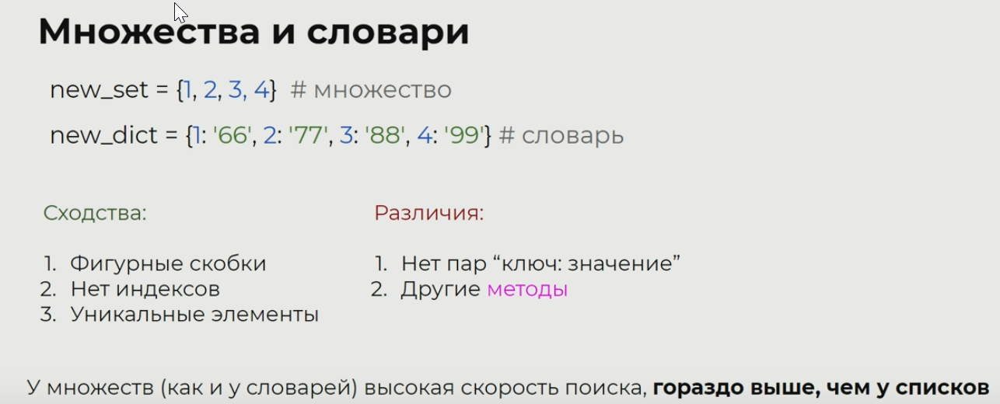 Множества и словари
new_set = {1, 2, 3, 4} # множество
new_dict = {1: '66', 2: '77', 3: '88', 4: '99'} # словарь
Сходства:
1. Фигурные скобки
2. Нет индексов
3. Уникальные элементы
Различия:
1. Нет пар “ключ: значение”
2. Другие методы
У множеств (как и у словарей) высокая скорость поиска, гораздо выше, чем у списков